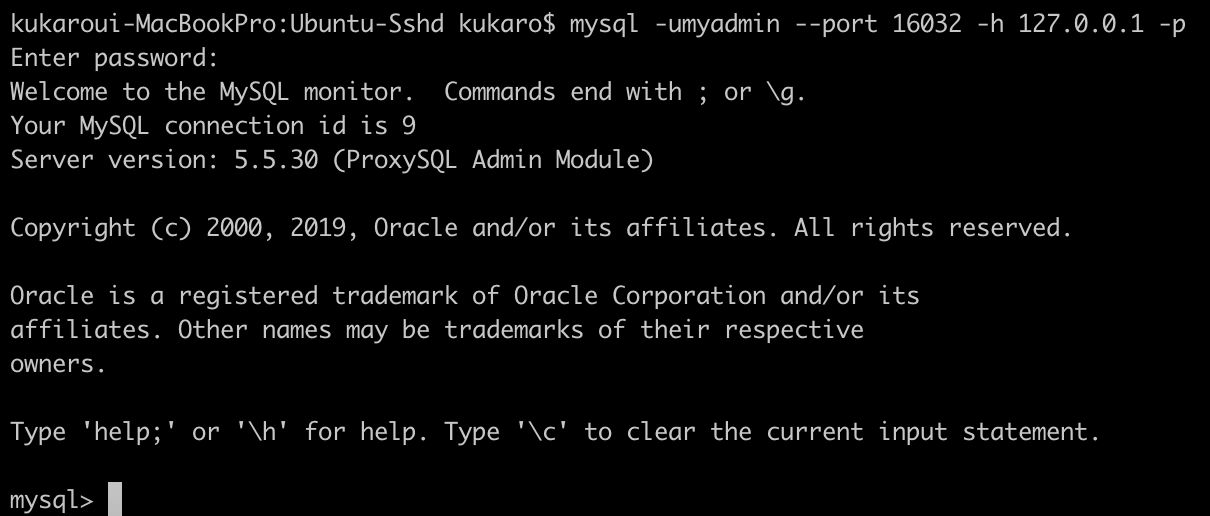 kukaroui-MacBookPro:Ubuntu-Sshd kukaro$ mysql -umyadmin --port 16032 -h 127.0.0.1 -p
Enter password:
Welcome to the MySQL monitor.  Commands end with ; or \g.
Your MySQL connection id is 9
Server version: 5.5.30 (ProxySQL Admin Module)
Copyright (c) 2000, 2019, Oracle and/or its affiliates. All rights reserved.
Oracle is a registered trademark of Oracle Corporation and/or its
affiliates. Other names may be trademarks of their respective
owners.
Type 'help;' or '\h' for help. Type '\c' to clear the current input statement.
mysql>